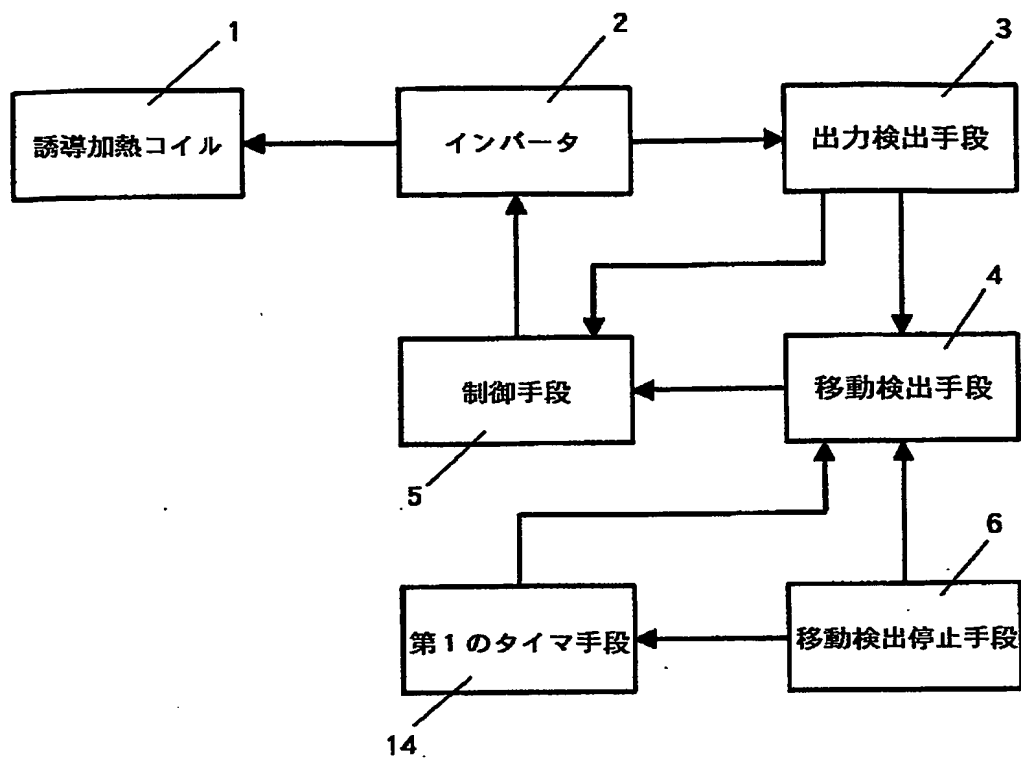 1
2
3
誘導加熱コイル
インバータ
出力検出手段
4
制御手段
移動検出手段
5
6
第1のタイマ手段
移動検出停止手段
14